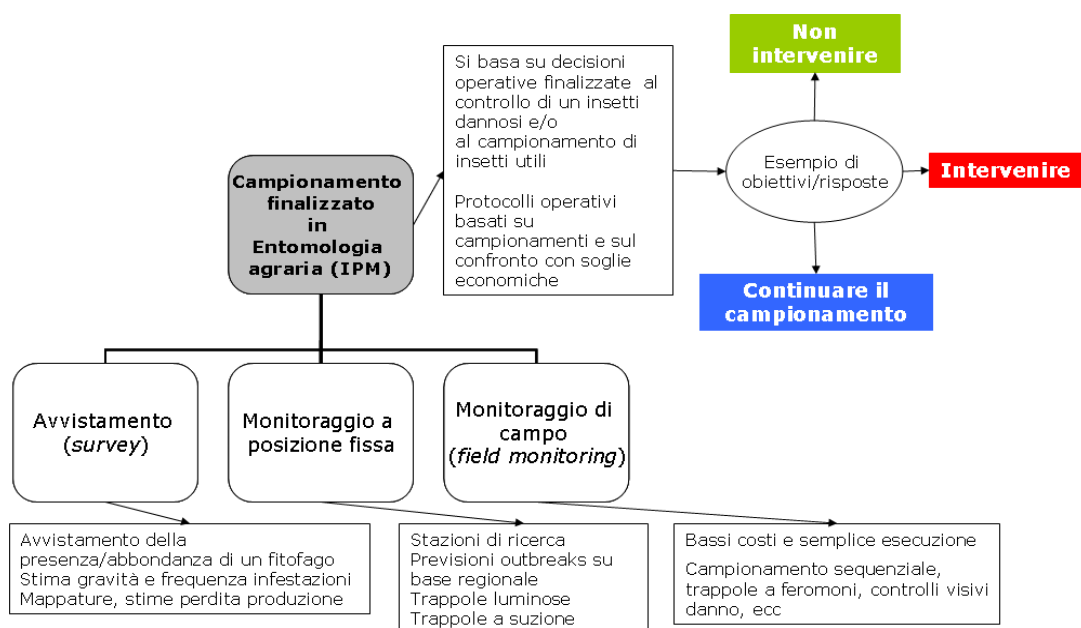 Non
intervenire
Si basa su decisioni
operative finalizzate al
controllo di un insetti
dannosi e/o
al campionamento di
insetti utili
Protocolli operativi
basati su
campionamenti e sul
confronto con soglie
economiche
Esempio di
obiettivi/risposte
Intervenire
Continuare il
campionamento
Campionamento
finalizzato
in
Entomologia
agraria (IPM)
Avvistamento
(survey)
Monitoraggio a
posizione fissa
Monitoraggio di
campo
(field monitoring)
Avvistamento della
presenza/abbondanza di un fitofago
Stima gravità e frequenza infestazioni
Mappature, stime perdita produzione
Stazioni di ricerca
Previsioni outbreaks su
base regionale
Trappole luminose
Trappole a suzione
Bassi costi e semplice esecuzione
Campionamento sequenziale,
trappole a feromoni, controlli visivi
danno, ecc